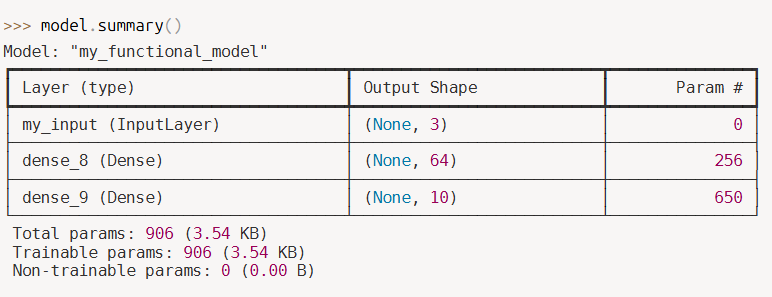 >>> model.summary()
Model: "my_functional_model"
Layer (type) Output Shape Param #
my_input (InputLayer) (None, 3) 0
dense_8 (Dense) (None, 64) 256
dense_9 (Dense) (None, 10) 650
Total params: 906 (3.54 KB)
Trainable params: 906 (3.54 KB)
Non-trainable params: 0 (0.00 B)